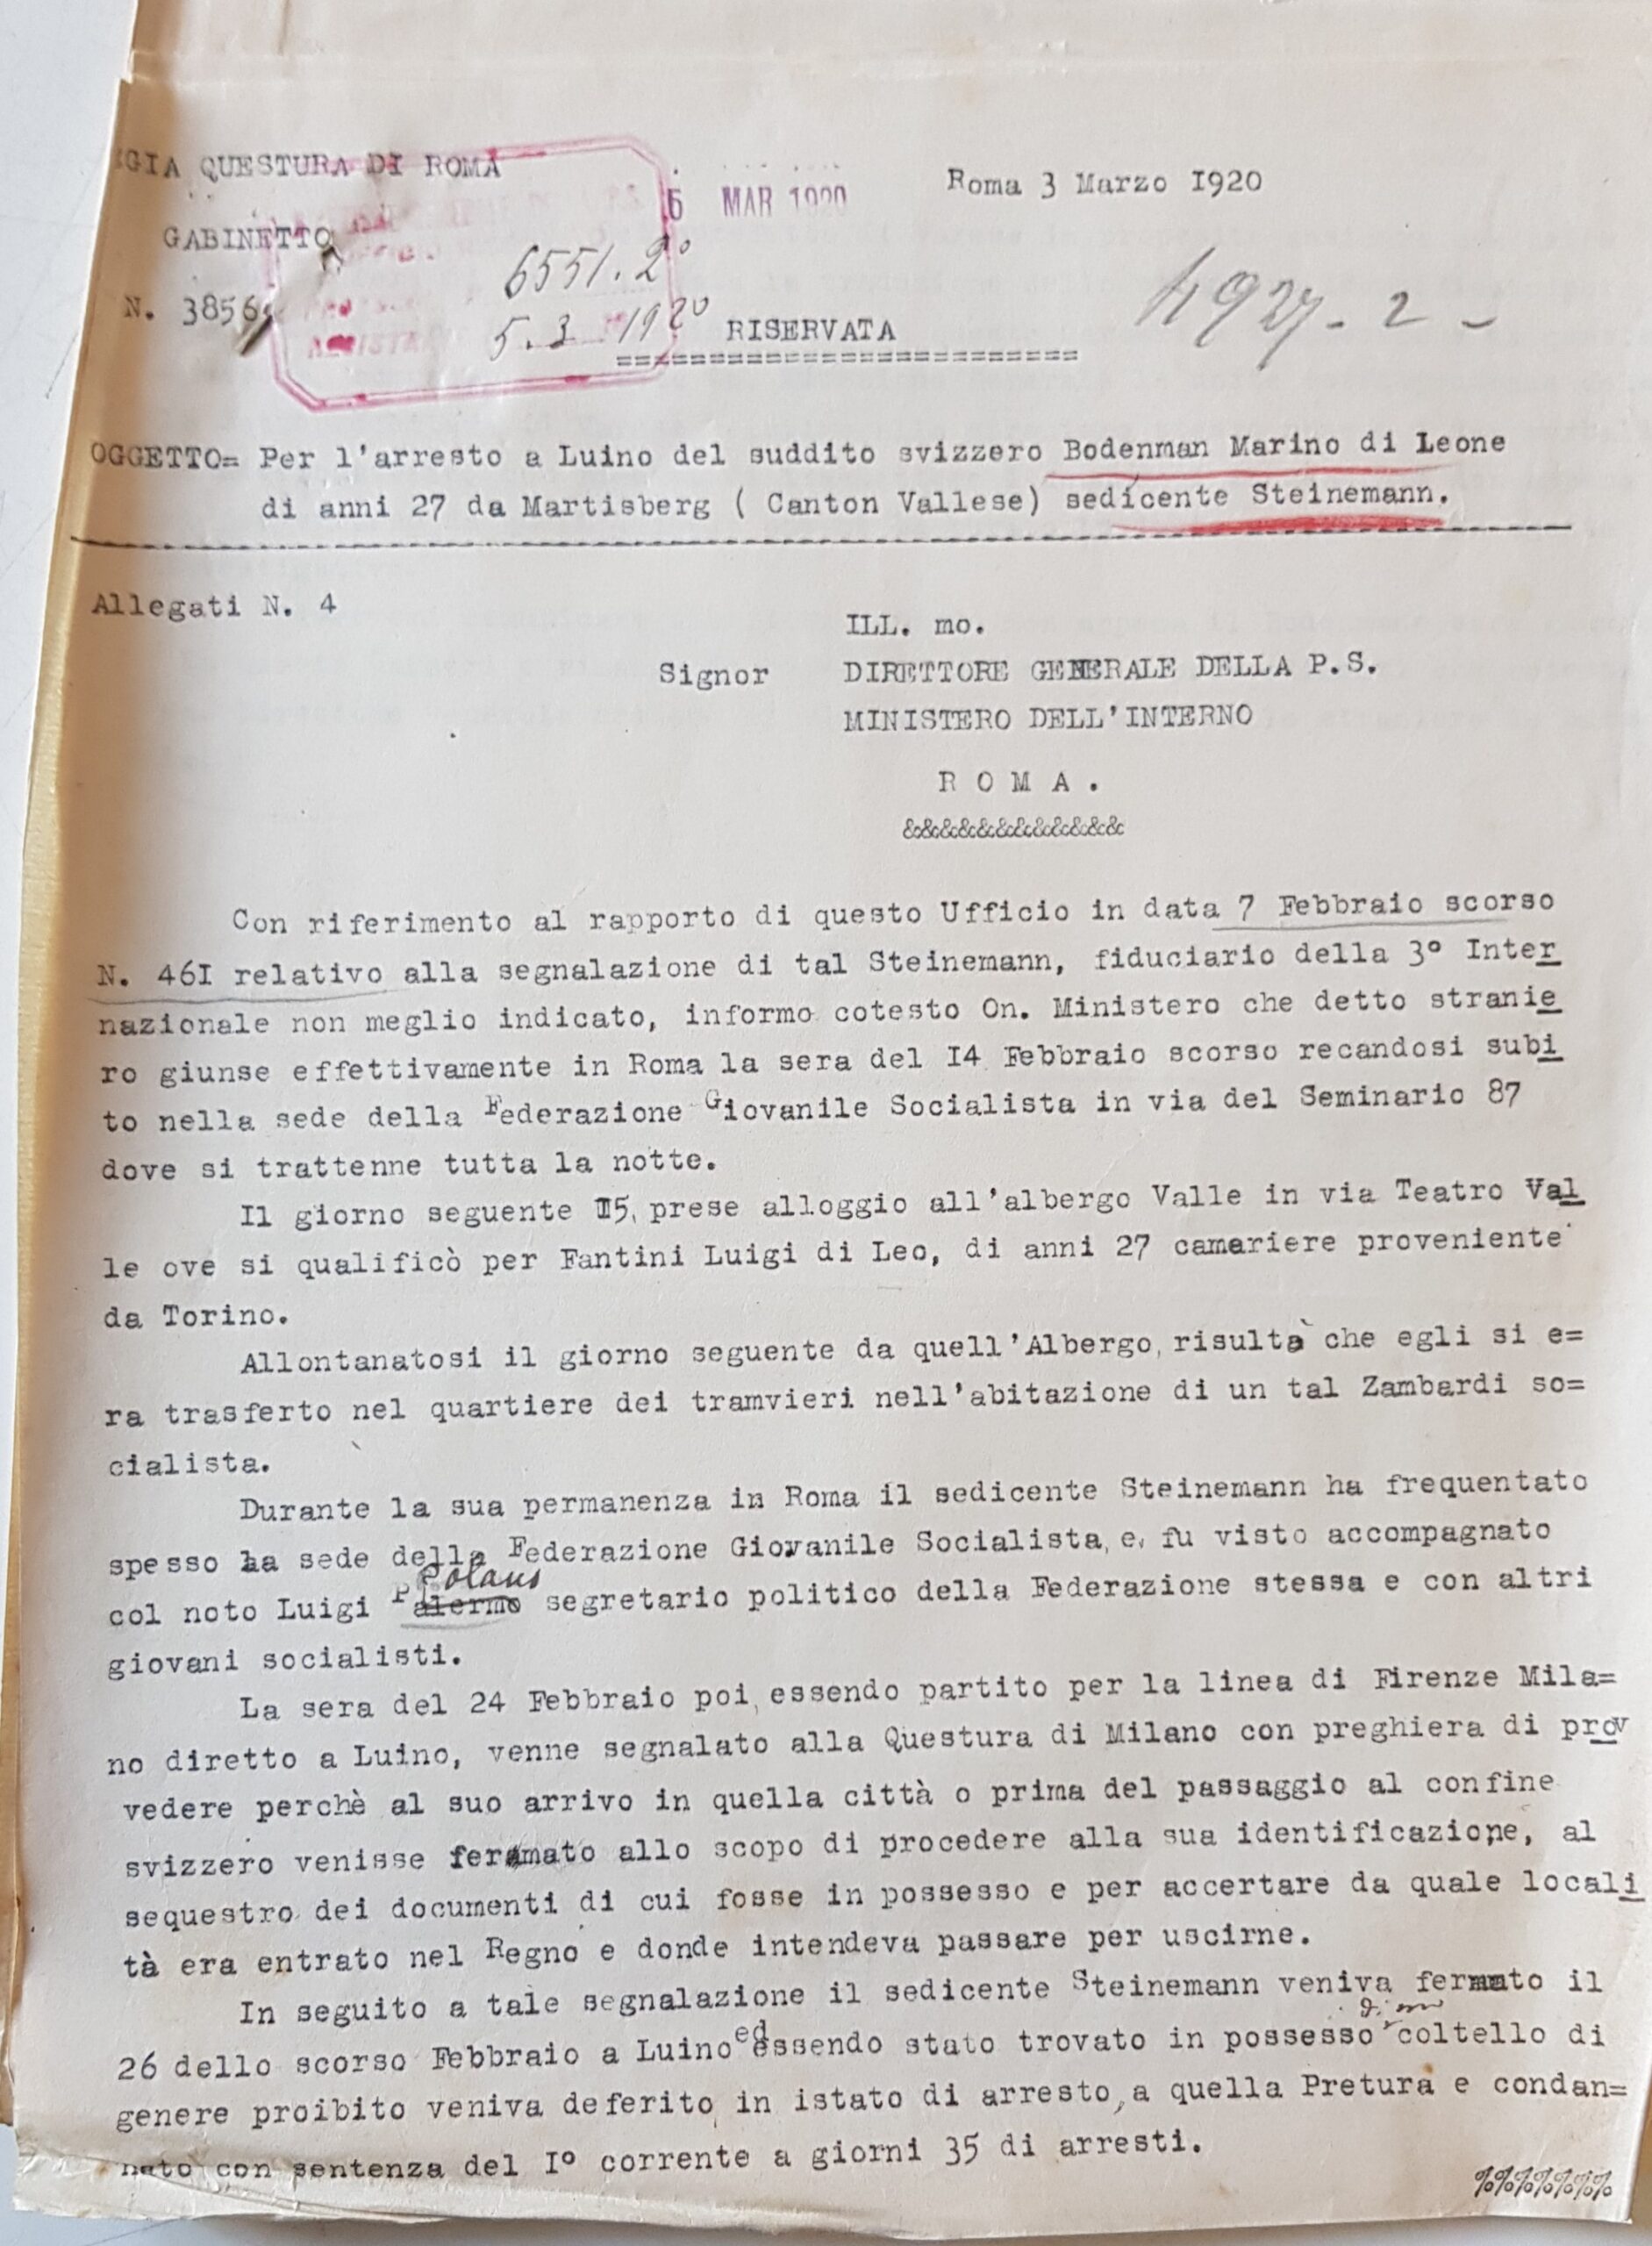 EGIA QUESTURA DI ROMA
5 MAR 1920
Roma 3 Marzo 1920
GABINETTO
6551.2°
N. 3856
5.3 1920
RISERVATA
4927-2-
=========================
OGGETTO= Per l'arresto a Luino del suddito svizzero Bodenman Marino di Leone
di anni 27 da Martisberg ( Canton Vallese) sedicente Steinemann.
Allegati N. 4
ILL. mo.
Signor DIRETTORE GENERALE DELLA P.S.
MINISTERO DELL'INTERNO
R O M A .
&&&&&&&&&&&&&
Con riferimento al rapporto di questo Ufficio in data 7 Febbraio scorso
N. 46I relativo alla segnalazione di tal Steinemann, fiduciario della 3° Inter
nazionale non meglio indicato, informo cotesto On. Ministero che detto stranie
ro giunse effettivamente in Roma la sera del I4 Febbraio scorso recandosi subi
to nella sede della Federazione Giovanile Socialista in via del Seminario 87
dove si trattenne tutta la notte.
Il giorno seguente I5, prese alloggio all'albergo Valle in via Teatro Val
le ove si qualificò per Fantini Luigi di Leo, di anni 27 cameriere proveniente
da Torino.
Allontanatosi il giorno seguente da quell'Albergo, risultà che egli si e=
ra trasferto nel quartiere dei tramvieri nell'abitazione di un tal Zambardi so=
cialista.
Durante la sua permanenza in Roma il sedicente Steinemann ha frequentato
spesso la sede della Federazione Giovanile Socialista, e, fu visto accompagnato
Polano
col noto Luigi Palermo segretario politico della Federazione stessa e con altri
giovani socialisti.
La sera del 24 Febbraio poi, essendo partito per la linea di Firenze Mila=
no diretto a Luino, venne segnalato alla Questura di Milano con preghiera di prov
vedere perchè al suo arrivo in quella città o prima del passaggio al confine
svizzero venisse fermato allo scopo di procedere alla sua identificazione, al
sequestro dei documenti di cui fosse in possesso e per accertare da quale locali
tà era entrato nel Regno e donde intendeva passare per uscirne.
In seguito a tale segnalazione il sedicente Steinemann veniva fermato il
di un
26 dello scorso Febbraio a Luino ed essendo stato trovato in possesso coltello di
genere proibito veniva deferito in istato di arresto, a quella Pretura e condan=
nato con sentenza del I° corrente a giorni 35 di arresti.
%%%%%%%